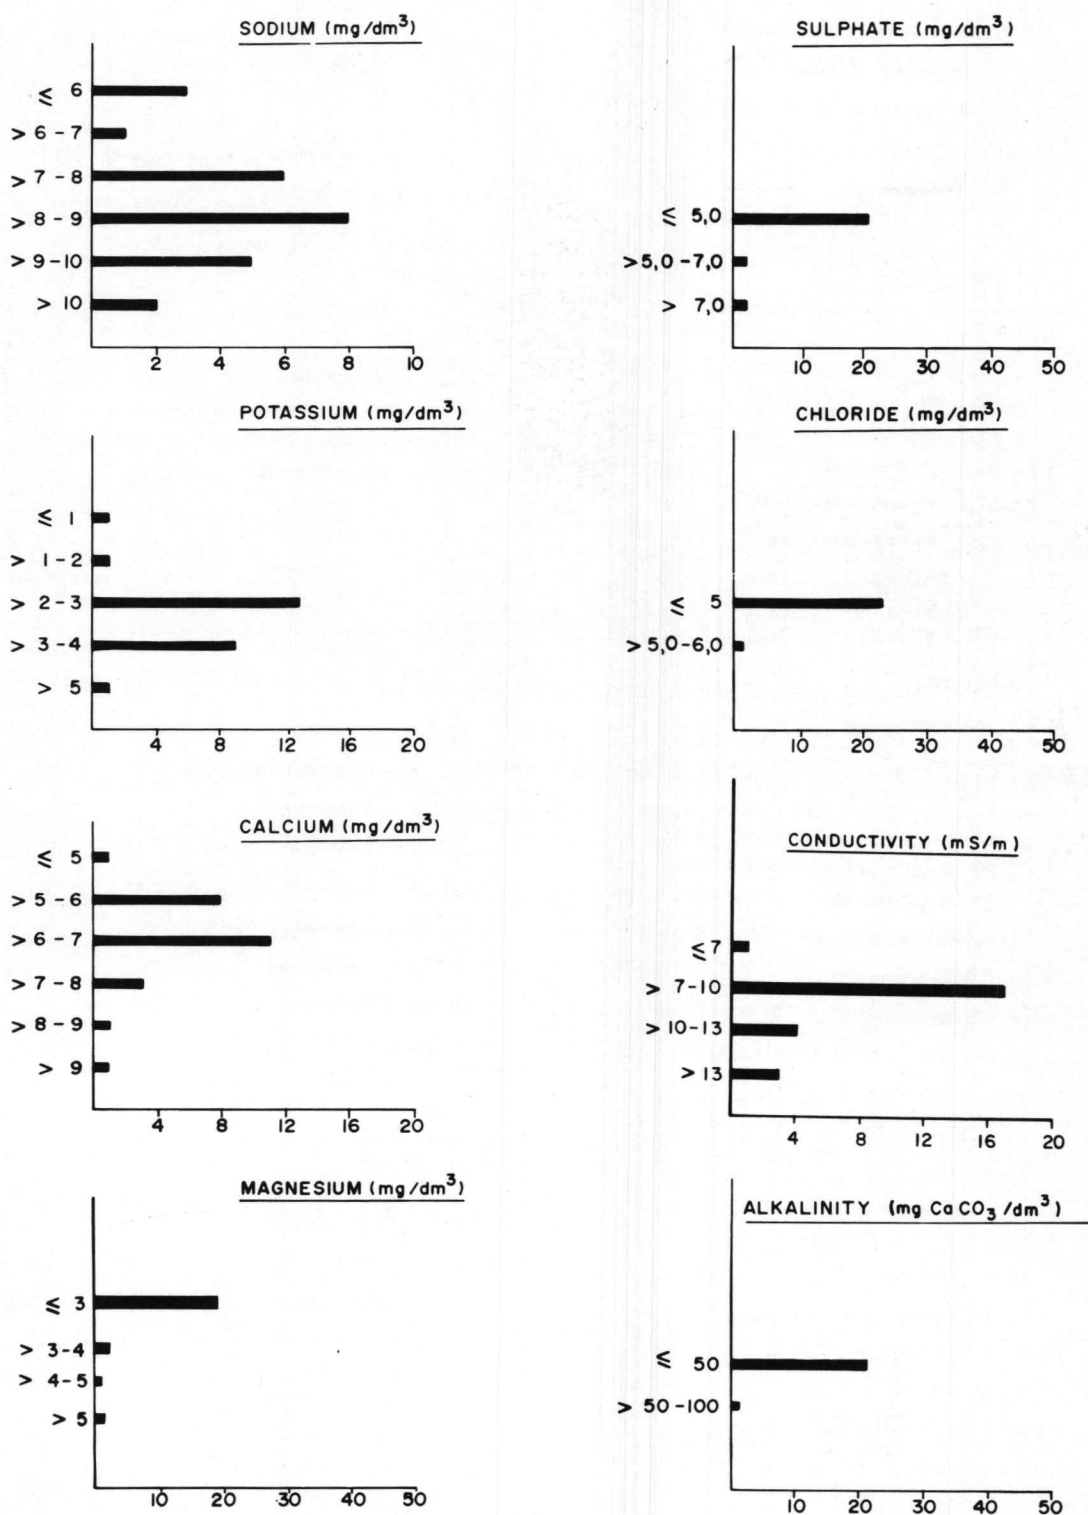 SODIUM (mg/dm³)
≤ 6
> 6 - 7
> 7 - 8
> 8 - 9
> 9 - 10
> 10
2 4 6 8 10
POTASSIUM (mg/dm³)
≤ 1
> 1 - 2
> 2 - 3
> 3 - 4
> 5
4 8 12 16 20
CALCIUM (mg/dm³)
≤ 5
> 5 - 6
> 6 - 7
> 7 - 8
> 8 - 9
> 9
4 8 12 16 20
MAGNESIUM (mg/dm³)
≤ 3
> 3-4
> 4-5
> 5
10 20 30 40 50
SULPHATE (mg/dm³)
≤ 5,0
>5,0 -7,0
> 7,0
10 20 30 40 50
CHLORIDE (mg/dm³)
≤ 5
> 5,0-6,0
10 20 30 40 50
CONDUCTIVITY (mS/m)
≤7
> 7-10
>10-13
>13
4 8 12 16 20
ALKALINITY (mg CaCO₃/dm³)
≤ 50
> 50-100
10 20 30 40 50